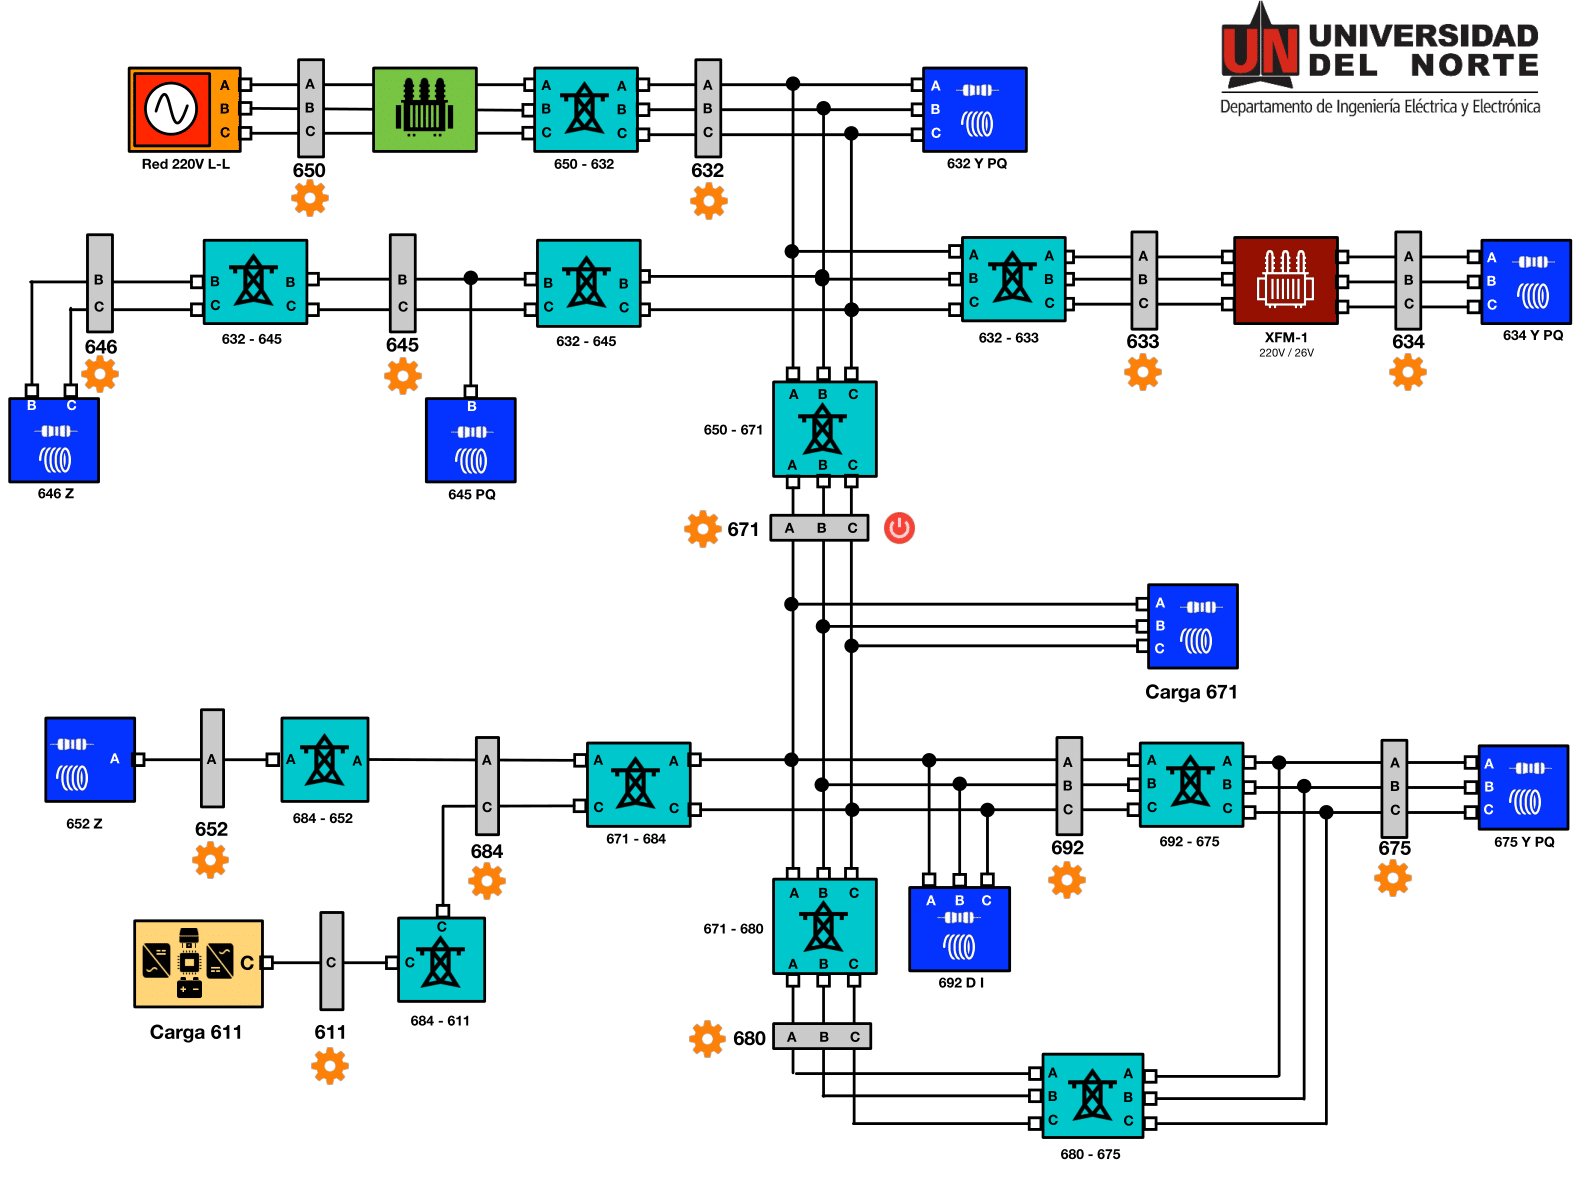 UN UNIVERSIDAD
DEL NORTE
Departamento de Ingeniería Eléctrica y Electrónica
A A A A A A
B B B B B B
C C C C C C
Red 220V L-L
650
650 - 632
632
632 Y PQ
B B B B B B B A A A A A
C C C C C C B B B B B
C C C C C
646
632 - 645
645
632 - 645
632 - 633
633
XFM-1
220V / 26V
634
634 Y PQ
B C
B
A B C
650 - 671
A B C
646 Z
645 PQ
671
A B C
A
B
C
Carga 671
A A A A A A A A A A A A
B B B B B
C C C C C C C C
652 Z
652
684 - 652
684
671 - 684
692
692 - 675
675
675 Y PQ
A B C
671 - 680
A B C
A B C
692 D I
C
C C C
Carga 611
611
684 - 611
680
A B C
A A
B B
C C
680 - 675